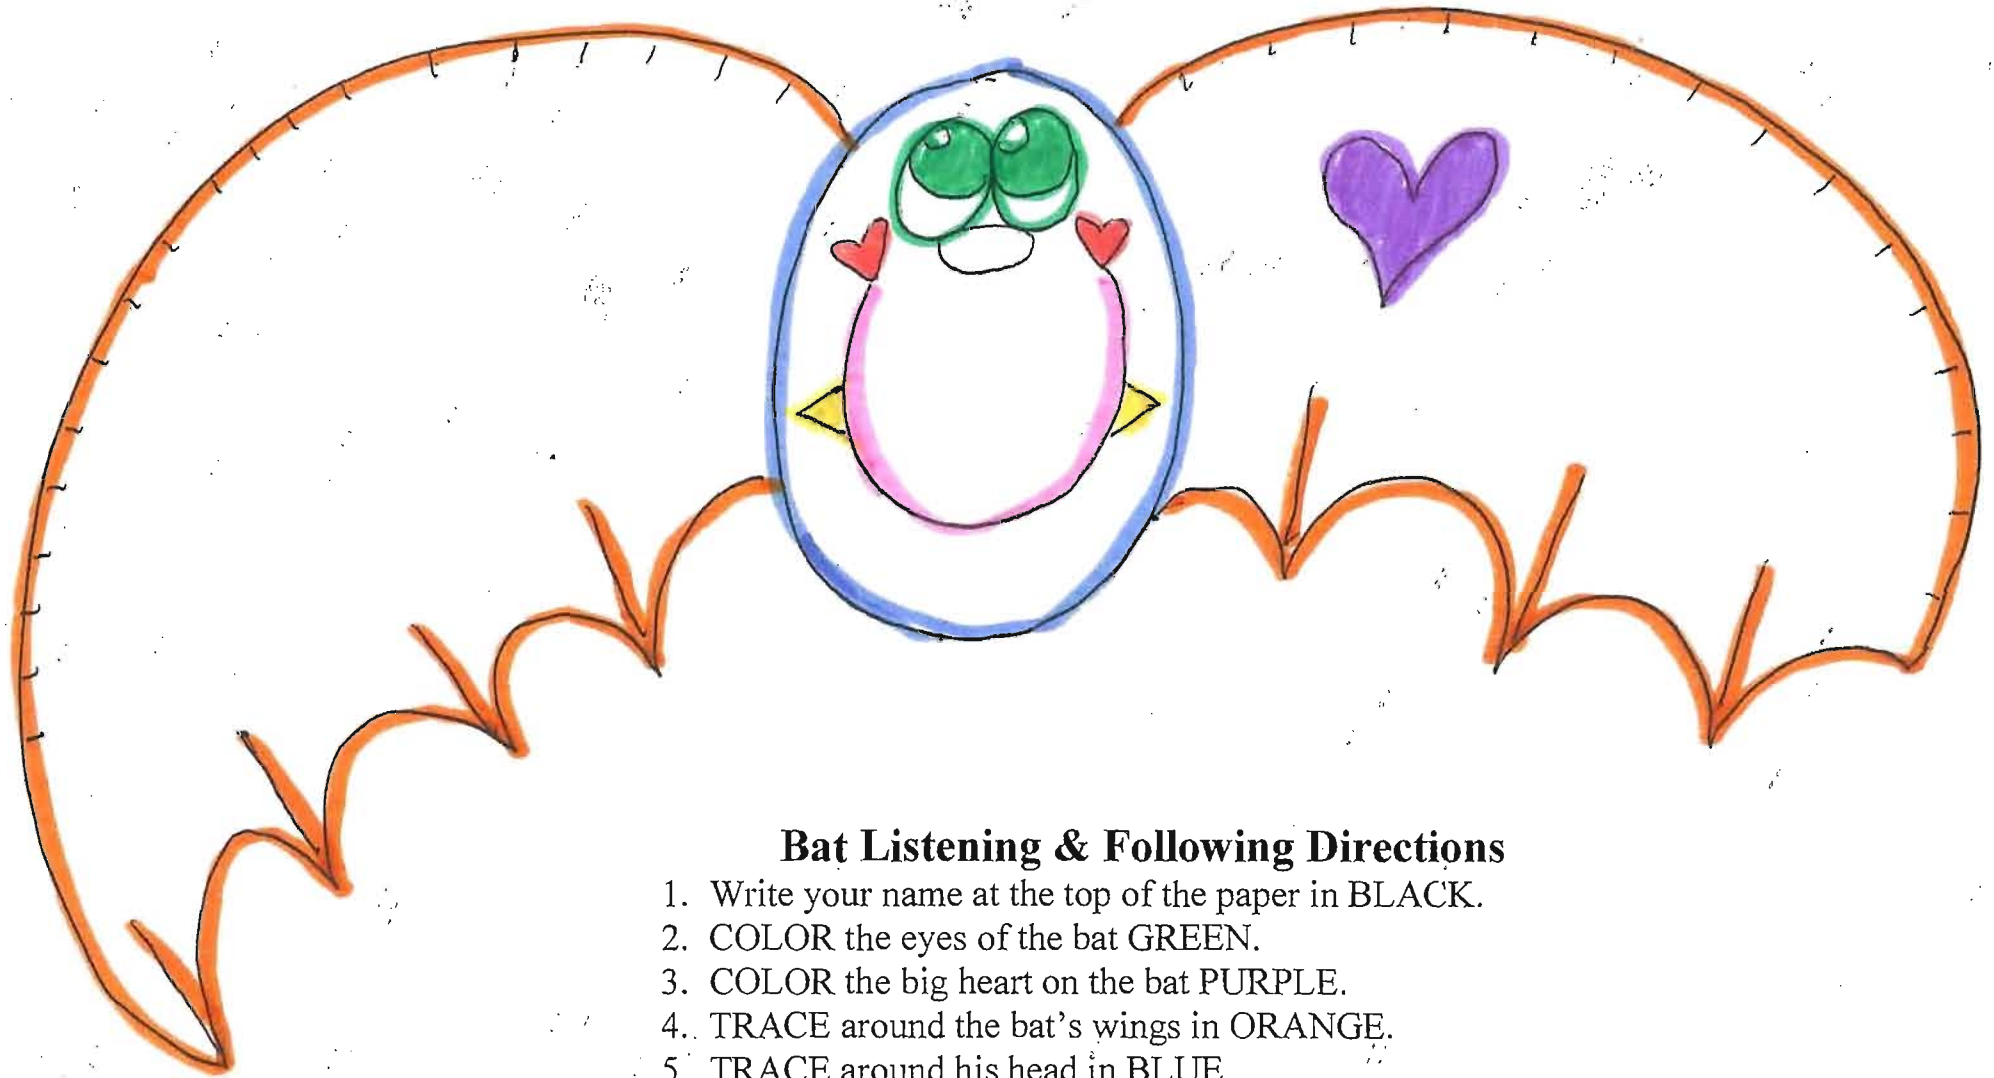 Bat Listening & Following Directions
1. Write your name at the top of the paper in BLACK.
2. COLOR the eyes of the bat GREEN.
3. COLOR the big heart on the bat PURPLE.
4. TRACE around the bat's wings in ORANGE.
5. TRACE around his head in BLUE